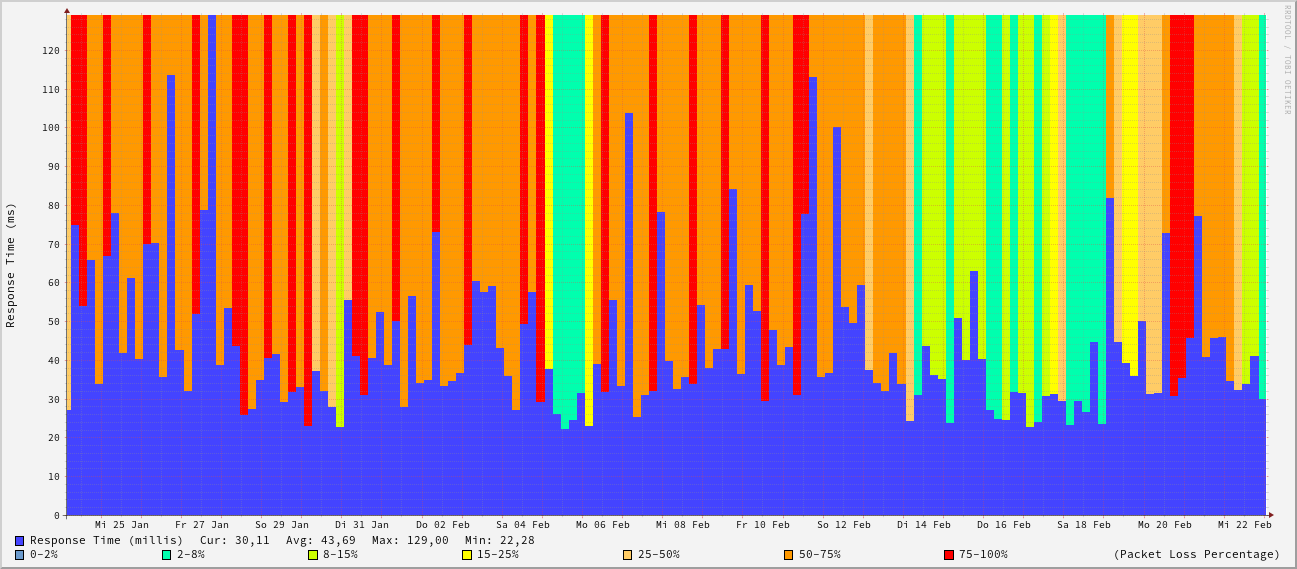 RRDTOOL / TOBI OETIKER
Response Time (ms)
120
110
100
90
80
70
60
50
40
30
20
10
0
Mi 25 Jan Fr 27 Jan So 29 Jan Di 31 Jan Do 02 Feb Sa 04 Feb Mo 06 Feb Mi 08 Feb Fr 10 Feb So 12 Feb Di 14 Feb Do 16 Feb Sa 18 Feb Mo 20 Feb Mi 22 Feb
Response Time (millis) Cur: 30,11 Avg: 43,69 Max: 129,00 Min: 22,28
0-2% 2-8% 8-15% 15-25% 25-50% 50-75% 75-100% (Packet Loss Percentage)